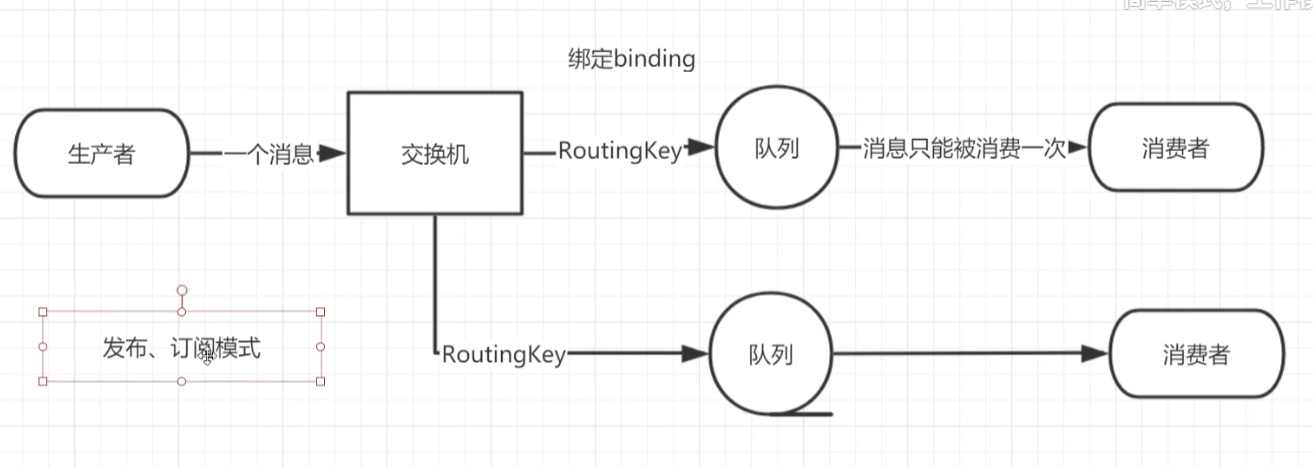 绑定binding
生产者
一个消息
交换机
RoutingKey
队列
消息只能被消费一次
消费者
发布、订阅模式
RoutingKey
队列
消费者